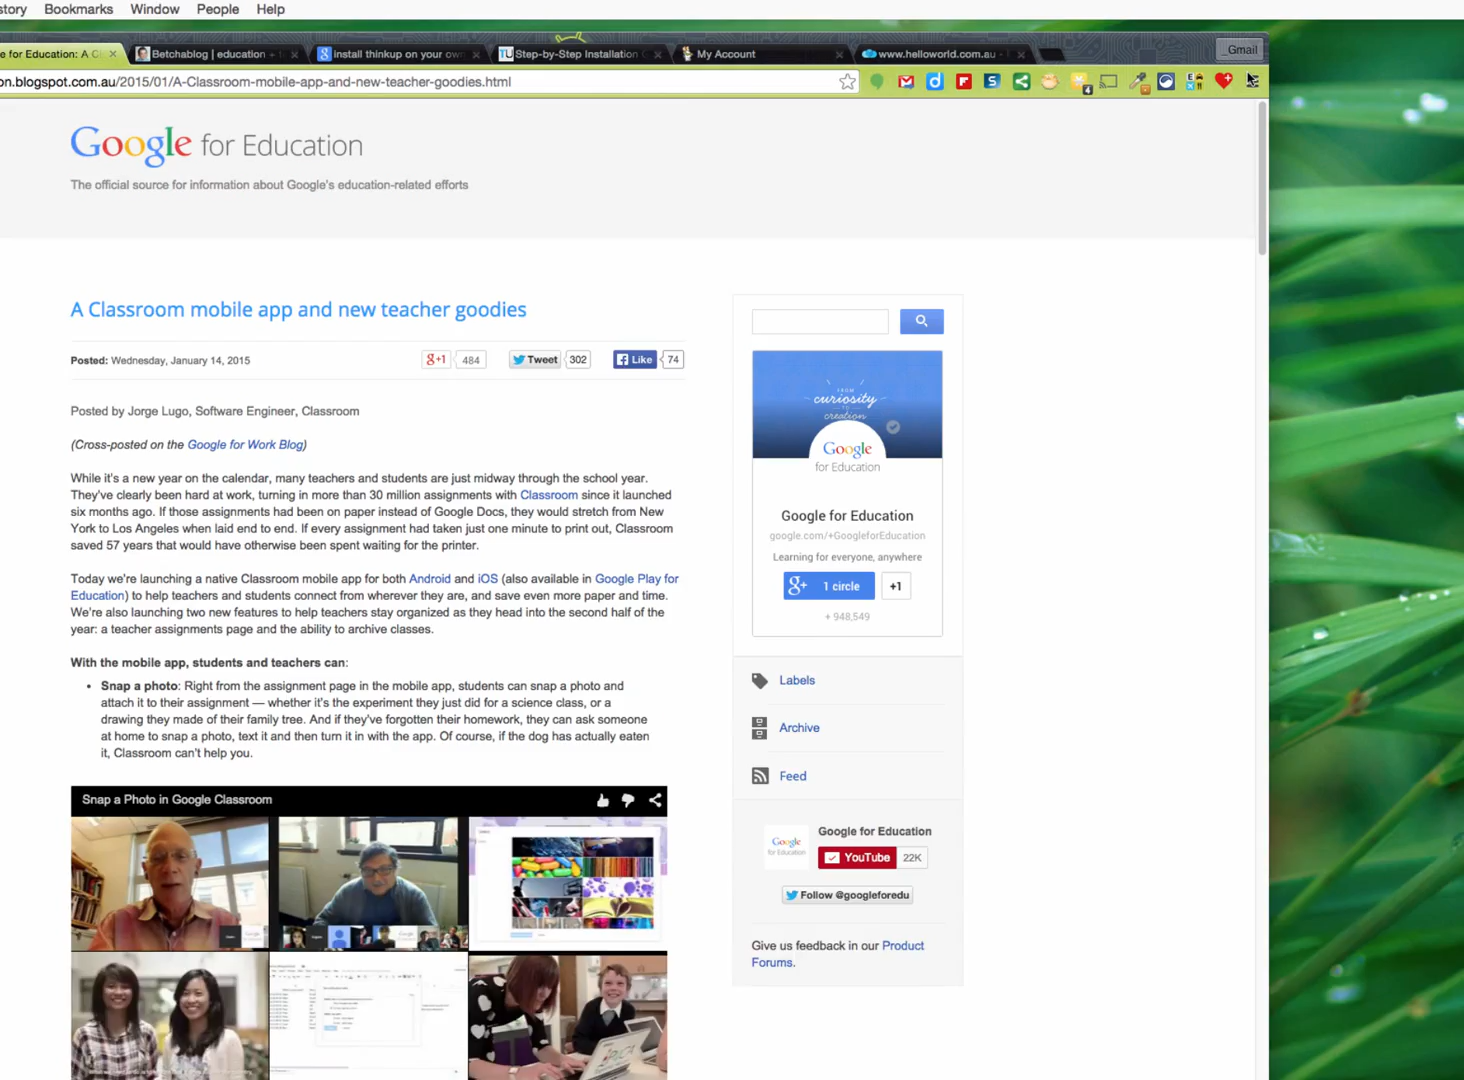 story Bookmarks Window People Help
e for Education: A C Betchablog | education + install thinkup on your own Step-by-Step Installation My Account www.helloworld.com.au - _Gmail
on.blogspot.com.au/2015/01/A-Classroom-mobile-app-and-new-teacher-goodies.html
Google for Education
The official source for information about Google's education-related efforts
A Classroom mobile app and new teacher goodies
Posted: Wednesday, January 14, 2015 g+1 484 Tweet 302 Like 74
Posted by Jorge Lugo, Software Engineer, Classroom
(Cross-posted on the Google for Work Blog)
While it's a new year on the calendar, many teachers and students are just midway through the school year.
They've clearly been hard at work, turning in more than 30 million assignments with Classroom since it launched
six months ago. If those assignments had been on paper instead of Google Docs, they would stretch from New
York to Los Angeles when laid end to end. If every assignment had taken just one minute to print out, Classroom
saved 57 years that would have otherwise been spent waiting for the printer.
Today we're launching a native Classroom mobile app for both Android and iOS (also available in Google Play for
Education) to help teachers and students connect from wherever they are, and save even more paper and time.
We're also launching two new features to help teachers stay organized as they head into the second half of the
year: a teacher assignments page and the ability to archive classes.
With the mobile app, students and teachers can:
• Snap a photo: Right from the assignment page in the mobile app, students can snap a photo and
attach it to their assignment — whether it's the experiment they just did for a science class, or a
drawing they made of their family tree. And if they've forgotten their homework, they can ask someone
at home to snap a photo, text it and then turn it in with the app. Of course, if the dog has actually eaten
it, Classroom can't help you.
Snap a Photo in Google Classroom
FROM
curiosity
TO
creation
Google
for Education
Google for Education
google.com/+GoogleforEducation
Learning for everyone, anywhere
g+ 1 circle +1
+ 948,549
Labels
Archive
Feed
Google
for Education
Google for Education
YouTube 22K
Follow @googleforedu
Give us feedback in our Product
Forums.